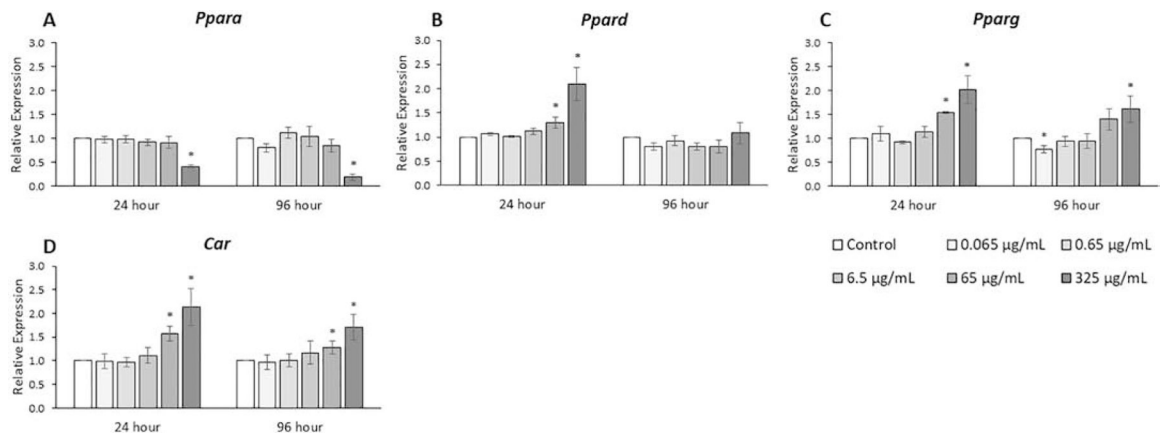 A
Ppara
Relative Expression
3.0
2.5
2.0
1.5
1.0
0.5
0.0
*
*
24 hour
96 hour
B
Ppard
Relative Expression
3.0
2.5
2.0
1.5
1.0
0.5
0.0
*
*
24 hour
96 hour
C
Pparg
Relative Expression
3.0
2.5
2.0
1.5
1.0
0.5
0.0
*
*
*
*
24 hour
96 hour
D
Car
Relative Expression
3.0
2.5
2.0
1.5
1.0
0.5
0.0
*
*
*
*
24 hour
96 hour
Control 0.065 µg/mL 0.65 µg/mL
6.5 µg/mL 65 µg/mL 325 µg/mL